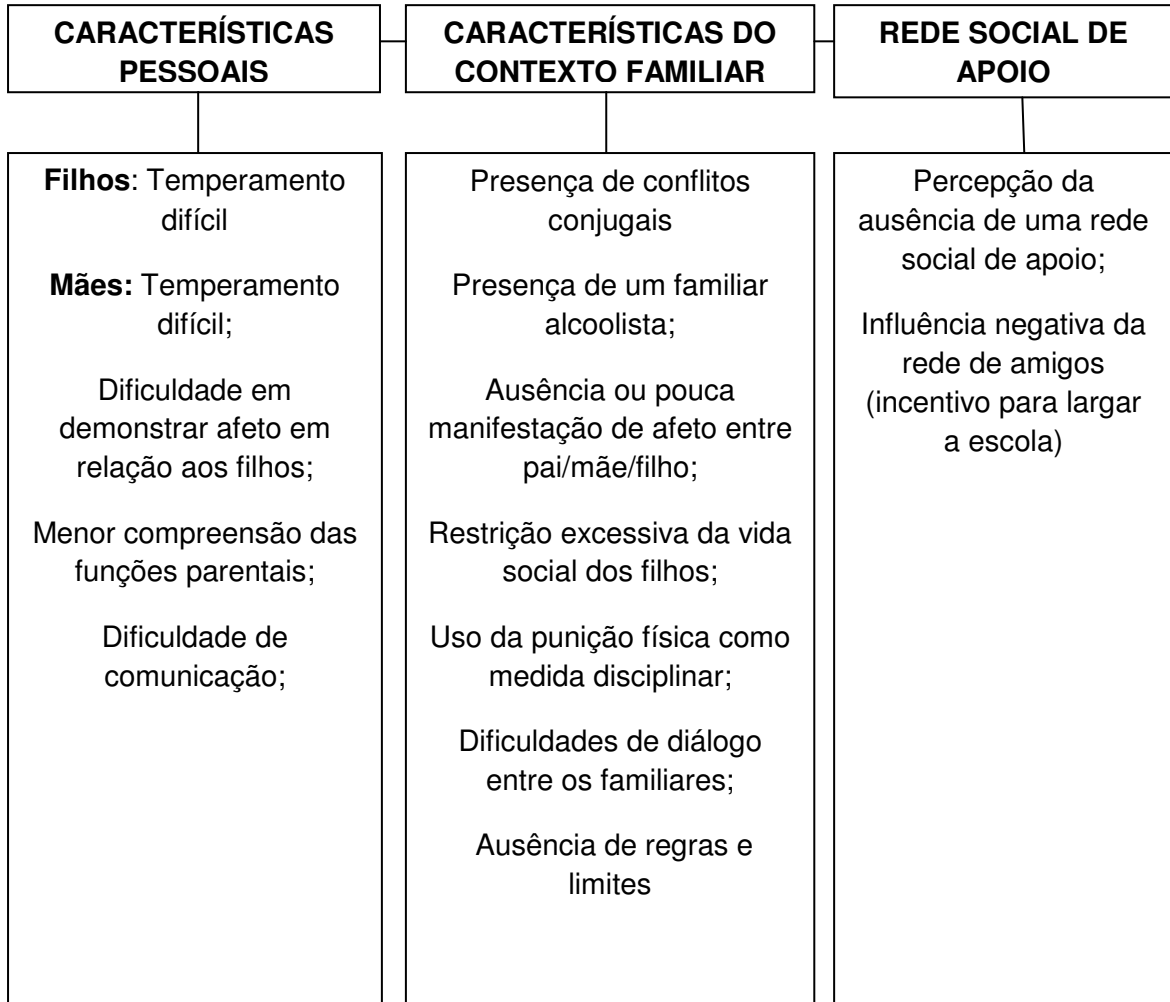 CARACTERÍSTICAS
PESSOAIS
CARACTERÍSTICAS DO
CONTEXTO FAMILIAR
REDE SOCIAL DE
APOIO
Filhos: Temperamento
difícil
Mães: Temperamento
difícil;
Dificuldade em
demonstrar afeto em
relação aos filhos;
Menor compreensão das
funções parentais;
Dificuldade de
comunicação;
Presença de conflitos
conjugais
Presença de um familiar
alcoolista;
Ausência ou pouca
manifestação de afeto entre
pai/mãe/filho;
Restrição excessiva da vida
social dos filhos;
Uso da punição física como
medida disciplinar;
Dificuldades de diálogo
entre os familiares;
Ausência de regras e
limites
Percepção da
ausência de uma rede
social de apoio;
Influência negativa da
rede de amigos
(incentivo para largar
a escola)